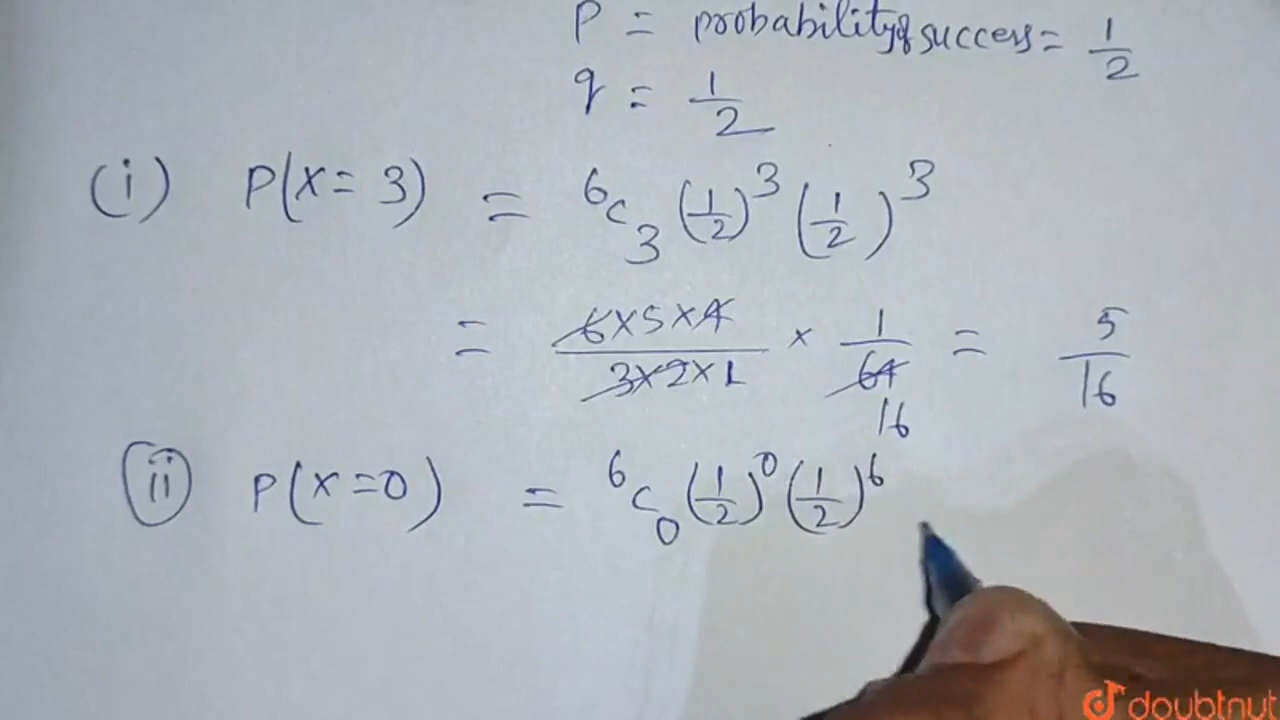 P = probability of success = 1/2
q = 1/2
(i) P(X = 3) = ⁶C₃ (1/2)³ (1/2)³
= 6×5×4/3×2×1 × 1/64 = 5/16
16
(ii) P(X=0) = ⁶C₀ (1/2)⁰ (1/2)⁶
doubtnut